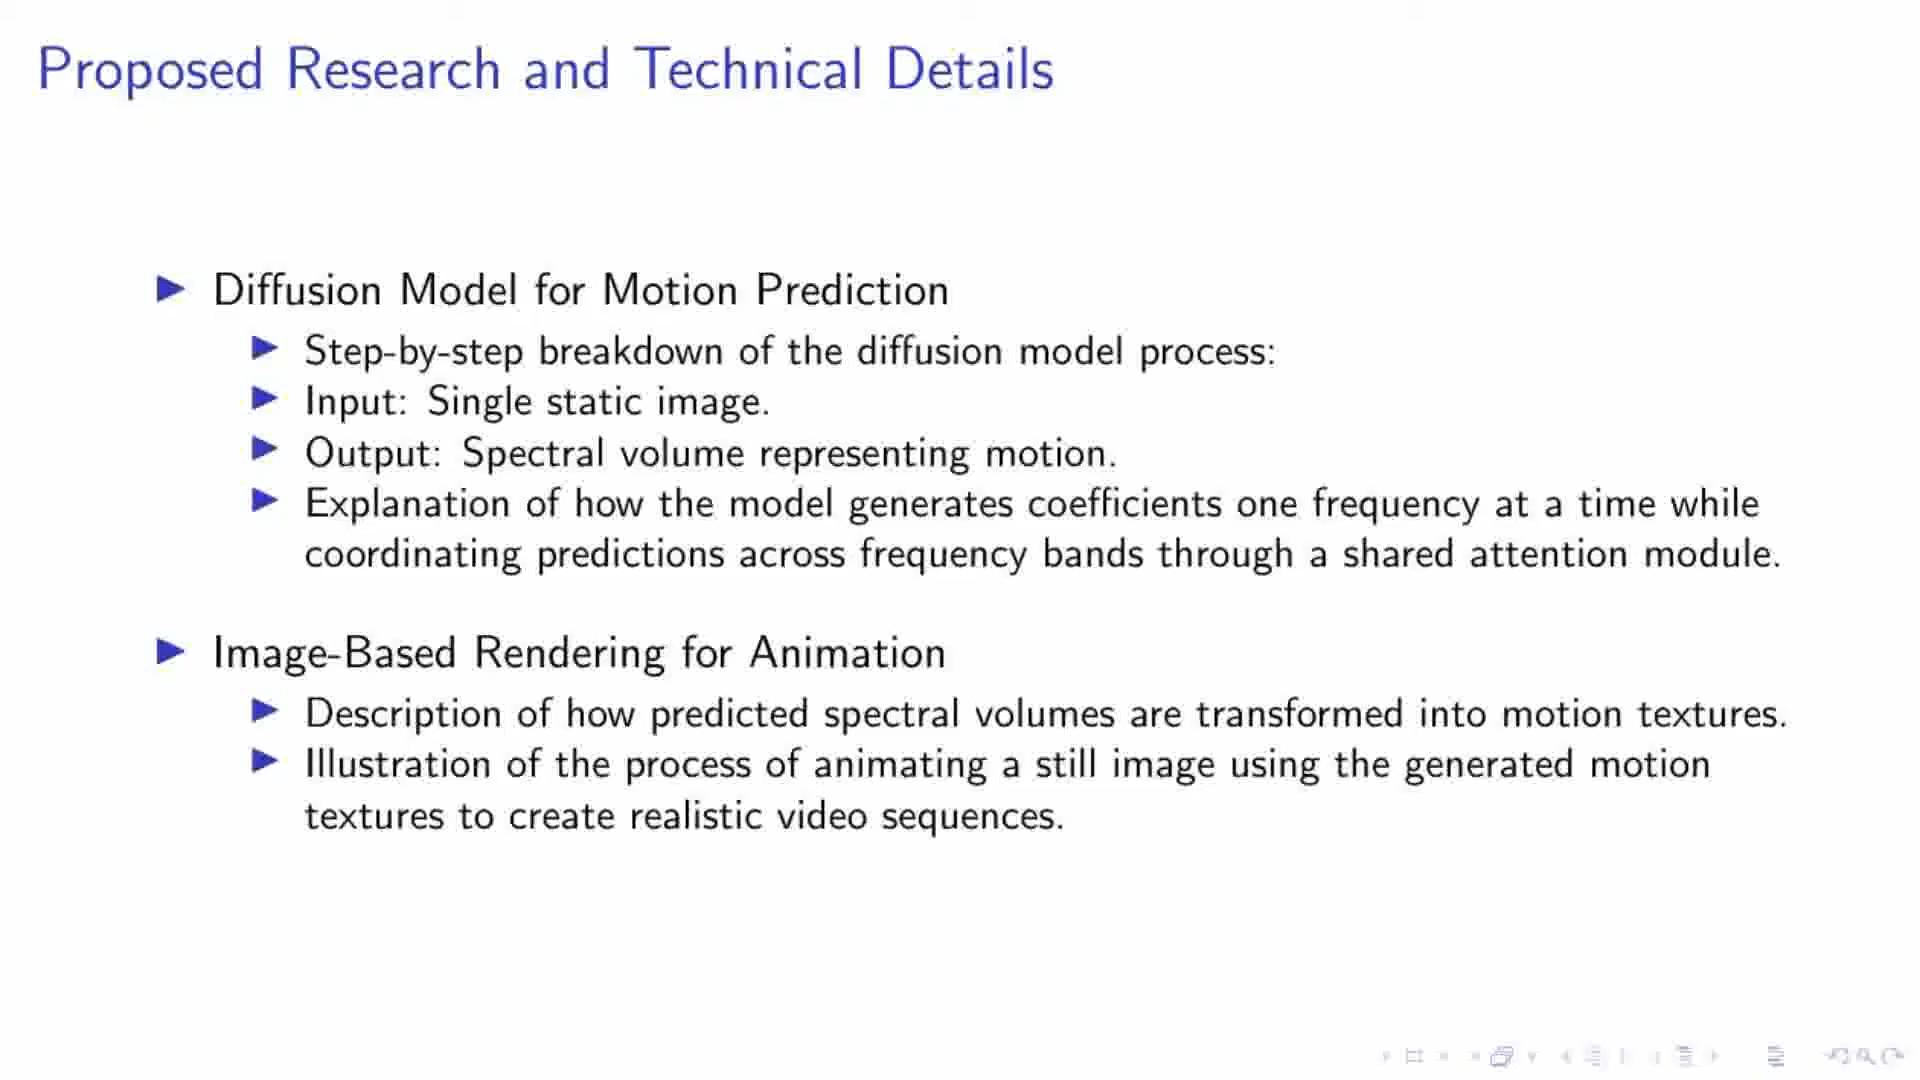 Proposed Research and Technical Details
Diffusion Model for Motion Prediction
Step-by-step breakdown of the diffusion model process:
Input: Single static image.
Output: Spectral volume representing motion.
Explanation of how the model generates coefficients one frequency at a time while
coordinating predictions across frequency bands through a shared attention module.
Image-Based Rendering for Animation
Description of how predicted spectral volumes are transformed into motion textures.
Illustration of the process of animating a still image using the generated motion
textures to create realistic video sequences.